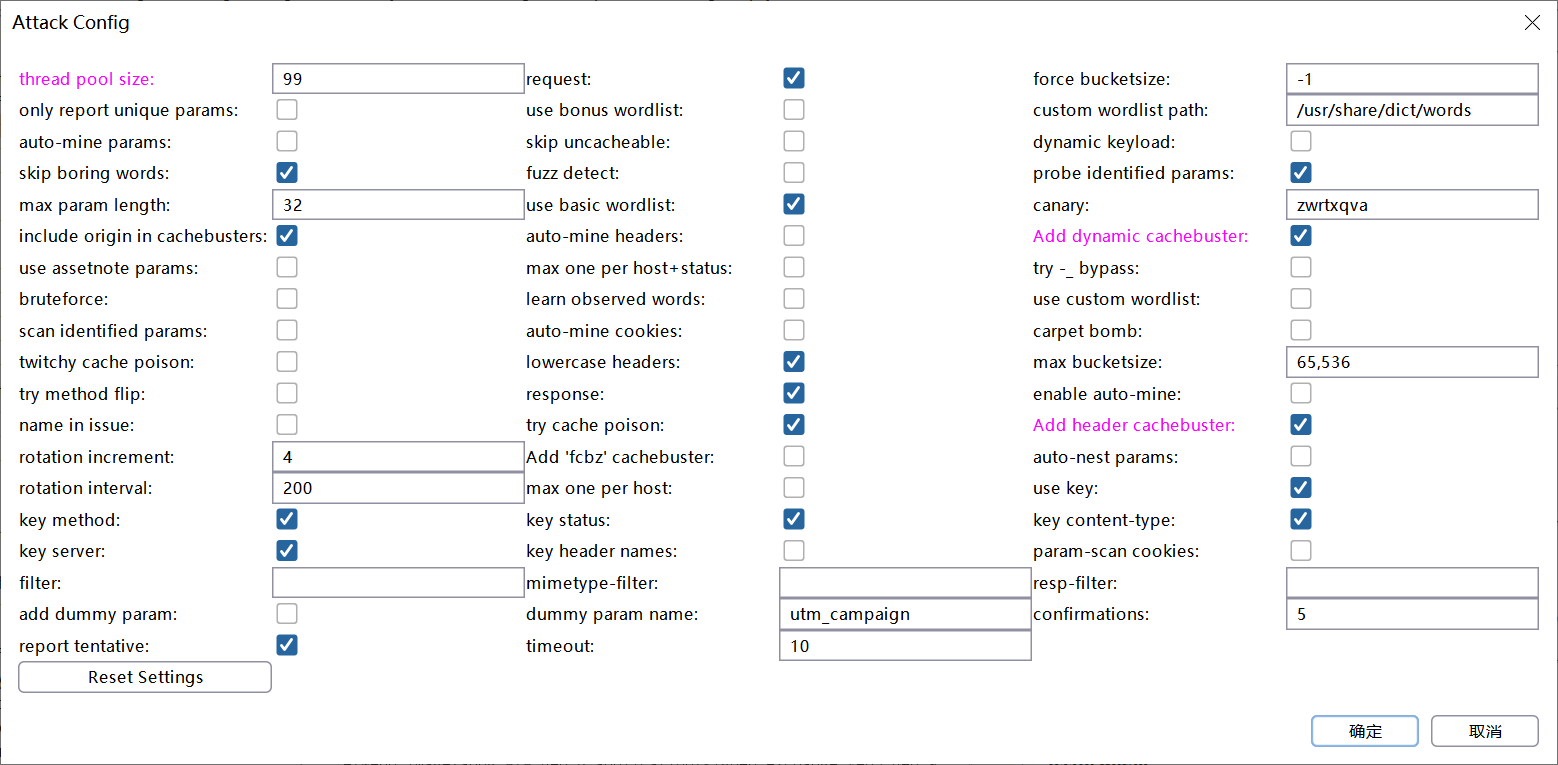 Attack Config
thread pool size: 99 request: force bucketsize: -1
only report unique params: use bonus wordlist: custom wordlist path: /usr/share/dict/words
auto-mine params: skip uncacheable: dynamic keyload:
skip boring words: fuzz detect: probe identified params:
max param length: 32 use basic wordlist: canary: zwrtxqva
include origin in cachebusters: auto-mine headers: Add dynamic cachebuster:
use assetnote params: max one per host+status: try -_ bypass:
bruteforce: learn observed words: use custom wordlist:
scan identified params: auto-mine cookies: carpet bomb:
twitchy cache poison: lowercase headers: max bucketsize: 65,536
try method flip: response: enable auto-mine:
name in issue: try cache poison: Add header cachebuster:
rotation increment: 4 Add 'fcbz' cachebuster: auto-nest params:
rotation interval: 200 max one per host: use key:
key method: key status: key content-type:
key server: key header names: param-scan cookies:
filter: mimetype-filter: resp-filter:
add dummy param: dummy param name: utm_campaign confirmations: 5
report tentative: timeout: 10
Reset Settings
确定 取消